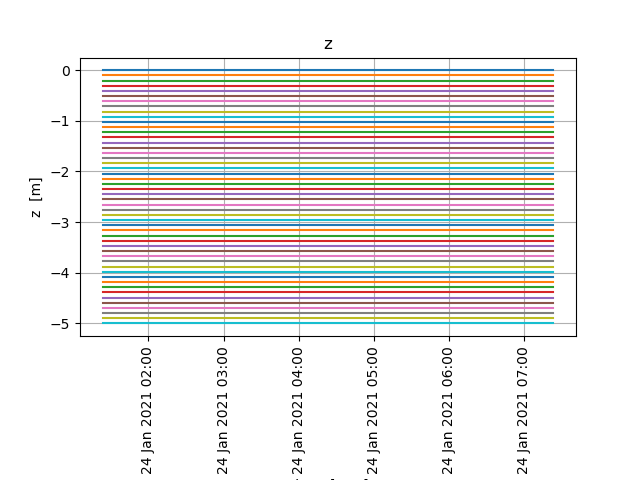 z
0
−1
−2
−3
−4
−5
z [m]
24 Jan 2021 02:00
24 Jan 2021 03:00
24 Jan 2021 04:00
24 Jan 2021 05:00
24 Jan 2021 06:00
24 Jan 2021 07:00